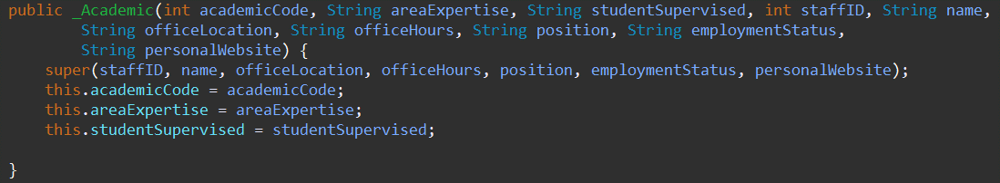 public _Academic(int academicCode, String areaExpertise, String studentSupervised, int staffID, String name,
String officeLocation, String officeHours, String position, String employmentStatus,
String personalWebsite) {
super(staffID, name, officeLocation, officeHours, position, employmentStatus, personalWebsite);
this.academicCode = academicCode;
this.areaExpertise = areaExpertise;
this.studentSupervised = studentSupervised;
}